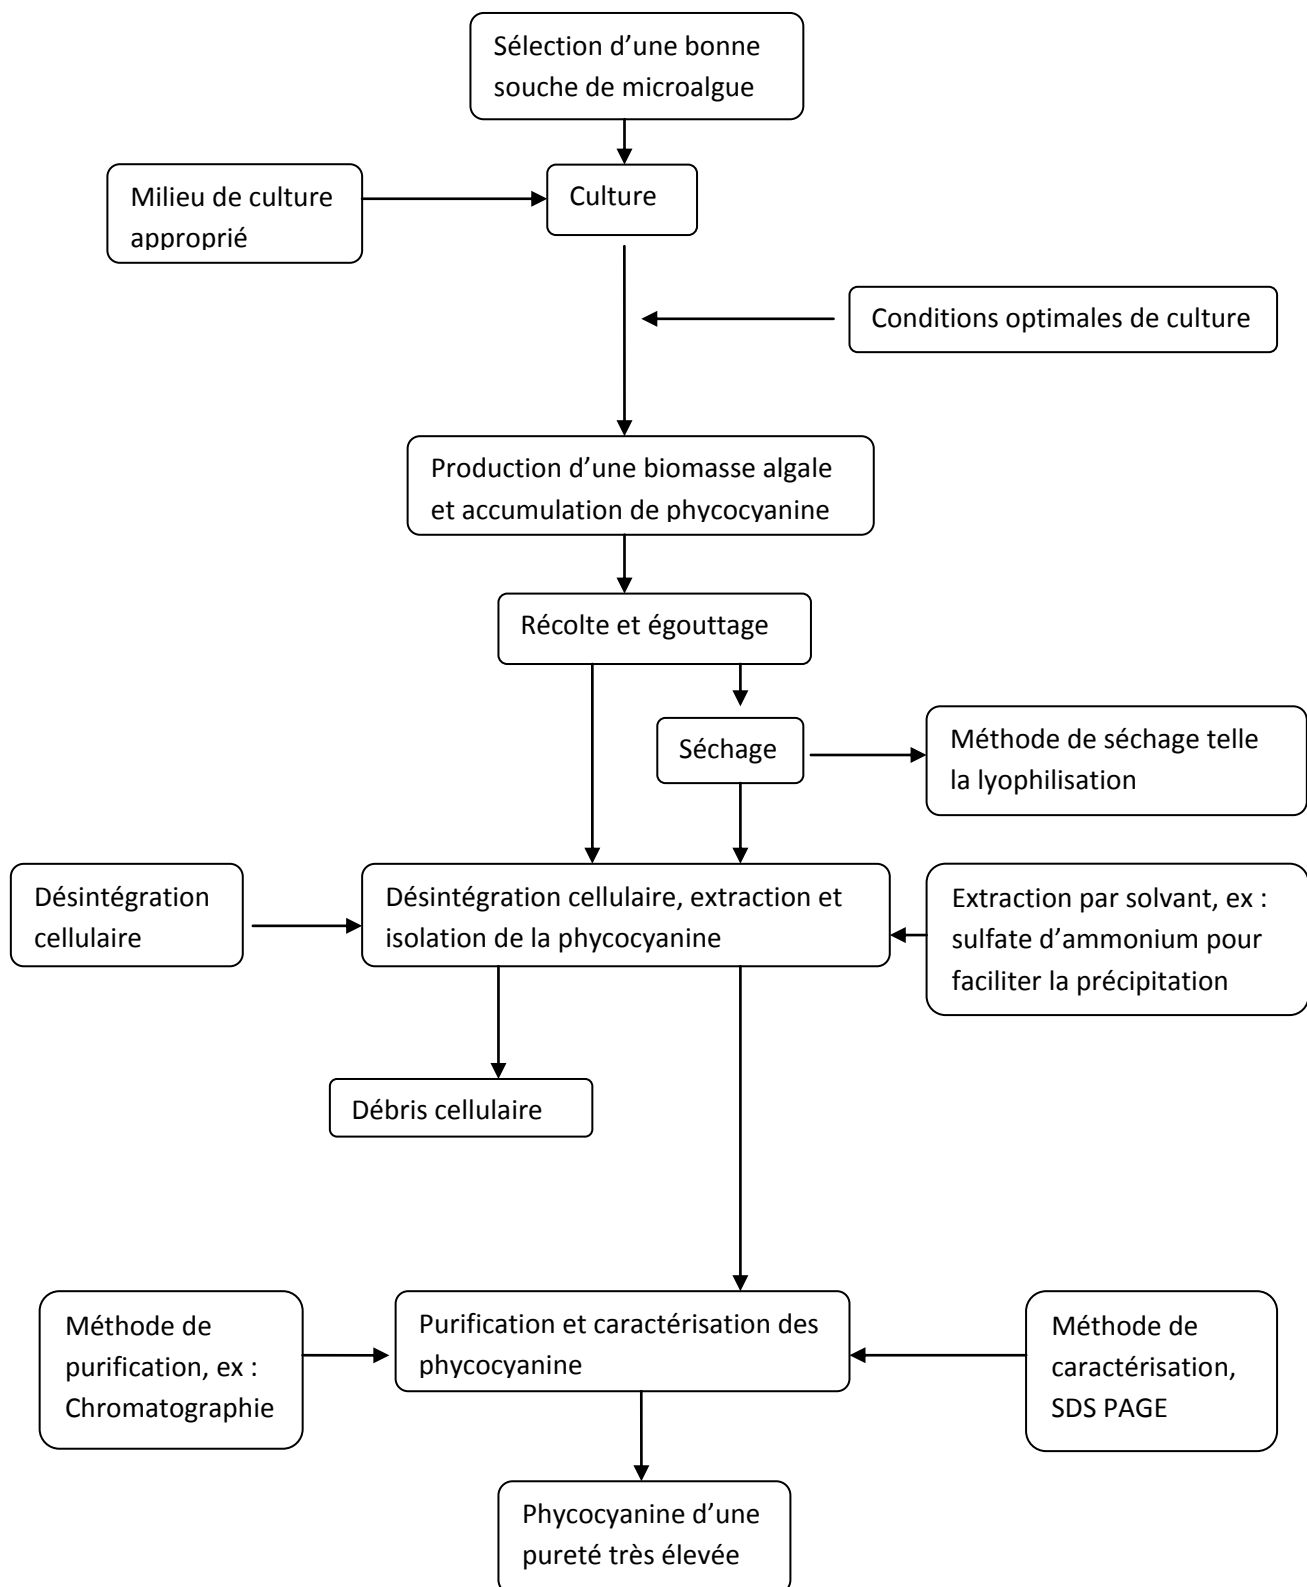 Sélection d’une bonne
souche de microalgue
Milieu de culture
approprié
Culture
Conditions optimales de culture
Production d’une biomasse algale
et accumulation de phycocyanine
Récolte et égouttage
Séchage
Méthode de séchage telle
la lyophilisation
Désintégration
cellulaire
Désintégration cellulaire, extraction et
isolation de la phycocyanine
Extraction par solvant, ex :
sulfate d’ammonium pour
faciliter la précipitation
Débris cellulaire
Méthode de
purification, ex :
Chromatographie
Purification et caractérisation des
phycocyanine
Méthode de
caractérisation,
SDS PAGE
Phycocyanine d’une
pureté très élevée